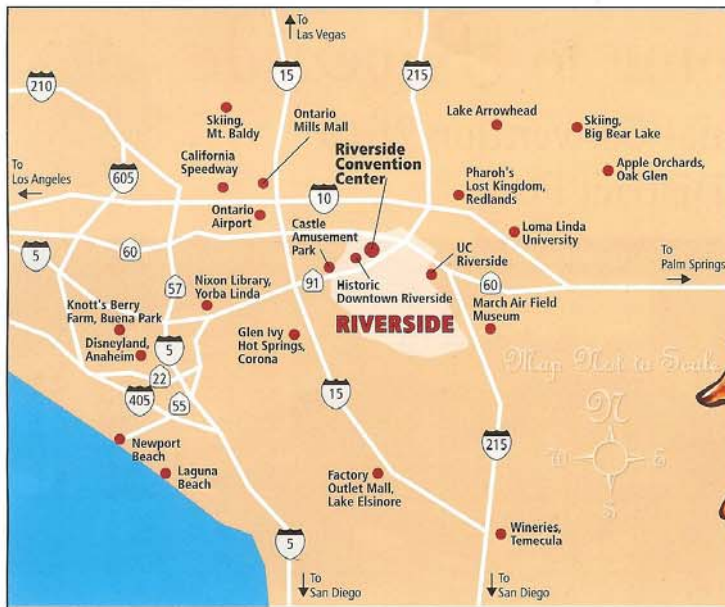 To
Las Vegas
210
15
215
Skiing,
Mt. Baldy
Ontario
Mills Mall
Lake Arrowhead
Skiing,
Big Bear Lake
Riverside
Convention
Center
To
Los Angeles
605
California
Speedway
10
Pharoh's
Lost Kingdom,
Redlands
Apple Orchards,
Oak Glen
Ontario
Airport
Castle
Amusement
Park
Loma Linda
University
5
60
57
Nixon Library,
Yorba Linda
91
Historic
Downtown Riverside
UC
Riverside
60
To
Palm Springs
Knott's Berry
Farm, Buena Park
Disneyland,
Anaheim
5
Glen Ivy
Hot Springs,
Corona
RIVERSIDE
March Air Field
Museum
Map Not to Scale
22
405
55
15
N
W
E
S
Newport
Beach
Laguna
Beach
215
Factory
Outlet Mall,
Lake Elsinore
Wineries,
Temecula
5
To
San Diego
To
San Diego